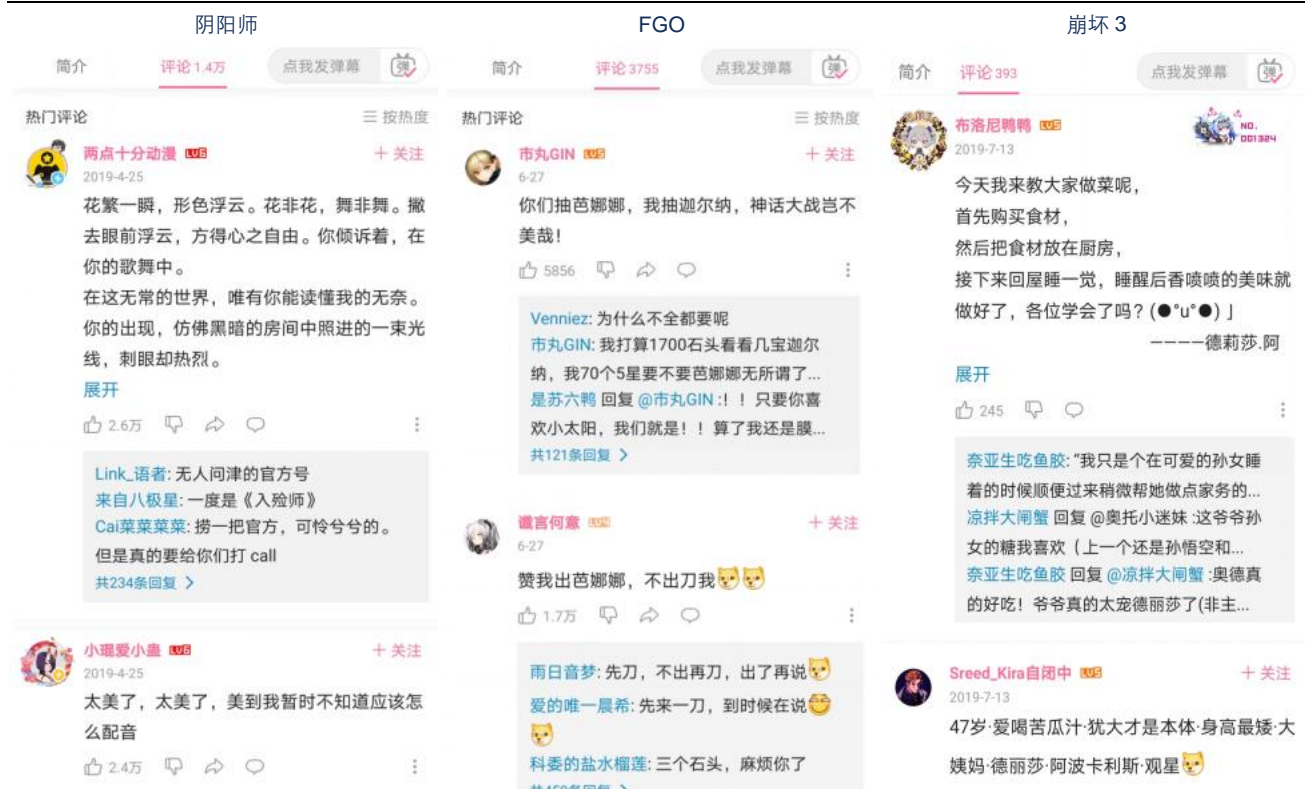 阴阳师
简介 评论 1.4万 点我发弹幕 弹
热门评论 按热度
两点十分动漫 LV6 + 关注
2019-4-25
花繁一瞬，形色浮云。花非花，舞非舞。撇
去眼前浮云，方得心之自由。你倾诉着，在
你的歌舞中。
在这无常的世界，唯有你能读懂我的无奈。
你的出现，仿佛黑暗的房间中照进的一束光
线，刺眼却热烈。
展开
2.6万
Link_语者: 无人问津的官方号
来自八极星: 一度是《入殓师》
Cai菜菜菜菜: 捞一把官方，可怜兮兮的。
但是真的要给你们打 call
共234条回复 >
小琨爱小蛊 LV5 + 关注
2019-4-25
太美了，太美了，美到我暂时不知道应该怎
么配音
2.4万
FGO
简介 评论 3755 点我发弹幕 弹
热门评论 按热度
市丸GIN LV5 + 关注
6-27
你们抽芭娜娜，我抽迦尔纳，神话大战岂不
美哉！
5856
Venniez: 为什么不全都要呢
市丸GIN: 我打算1700石头看看几宝迦尔
纳，我70个5星要不要芭娜娜无所谓了...
是苏六鸭 回复 @市丸GIN :！！只要你喜
欢小太阳，我们就是！！算了我还是膜...
共121条回复 >
谶言何意 LV4 + 关注
6-27
赞我出芭娜娜，不出刀我
1.7万
雨日音梦: 先刀，不出再刀，出了再说
爱的唯一晨希: 先来一刀，到时候在说
科委的盐水榴莲: 三个石头，麻烦你了
崩坏 3
简介 评论 393 点我发弹幕 弹
布洛尼鸭鸭 LV5 NO.
2019-7-13 001324
今天我来教大家做菜呢，
首先购买食材，
然后把食材放在厨房，
接下来回屋睡一觉，睡醒后香喷喷的美味就
做好了，各位学会了吗？(●°u°●) 」
————德莉莎.阿
展开
245
奈亚生吃鱼胶: “我只是个在可爱的孙女睡
着的时候顺便过来稍微帮她做点家务的...
凉拌大闸蟹 回复 @奥托小迷妹 :这爷爷孙
女的糖我喜欢（上一个还是孙悟空和...
奈亚生吃鱼胶 回复 @凉拌大闸蟹 :奥德真
的好吃！爷爷真的太宠德丽莎了(非主...
Sreed_Kira自闭中 LV5 + 关注
2019-7-13
47岁·爱喝苦瓜汁·犹大才是本体·身高最矮·大
姨妈·德丽莎·阿波卡利斯·观星